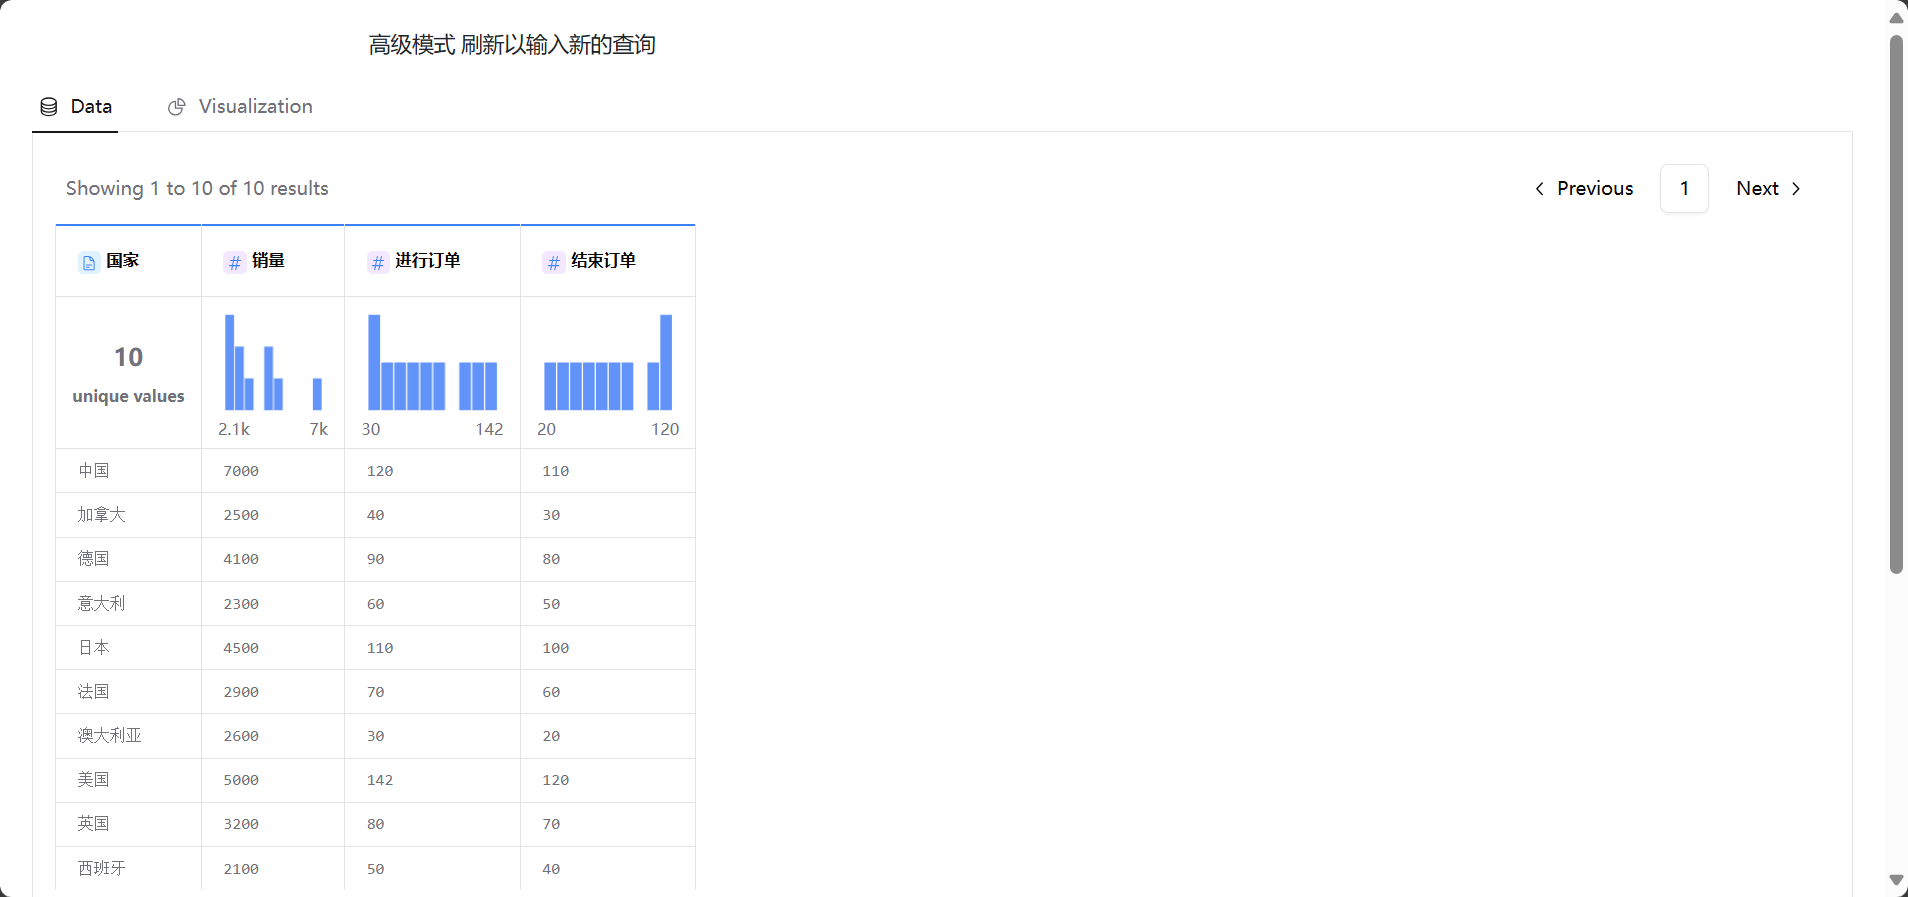 高级模式 刷新以输入新的查询
Data Visualization
Showing 1 to 10 of 10 results Previous 1 Next
国家 # 销量 # 进行订单 # 结束订单
10
unique values
2.1k 7k 30 142 20 120
中国 7000 120 110
加拿大 2500 40 30
德国 4100 90 80
意大利 2300 60 50
日本 4500 110 100
法国 2900 70 60
澳大利亚 2600 30 20
美国 5000 142 120
英国 3200 80 70
西班牙 2100 50 40